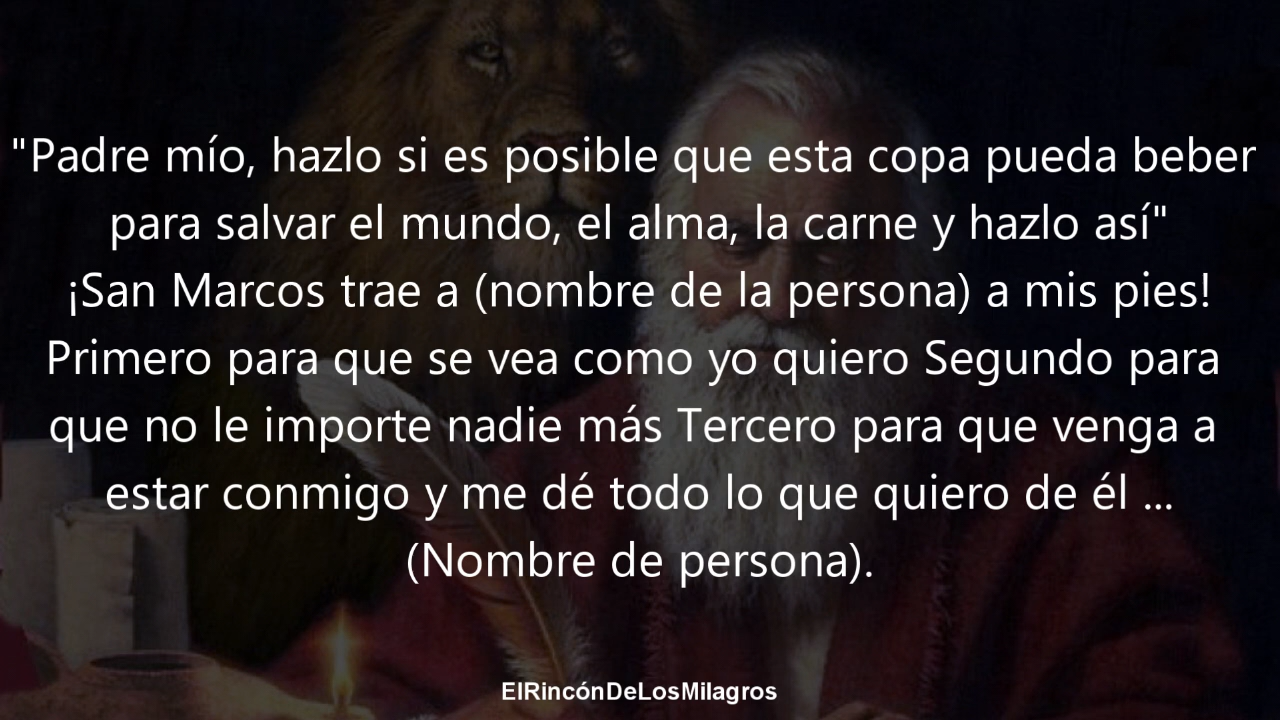 "Padre mío, hazlo si es posible que esta copa pueda beber
para salvar el mundo, el alma, la carne y hazlo así"
¡San Marcos trae a (nombre de la persona) a mis pies!
Primero para que se vea como yo quiero Segundo para
que no le importe nadie más Tercero para que venga a
estar conmigo y me dé todo lo que quiero de él ...
(Nombre de persona).
ElRincónDeLosMilagros